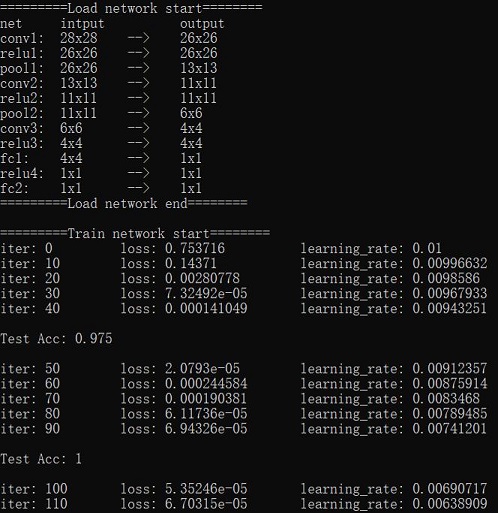 =========Load network start========
net intput output
conv1: 28x28 --> 26x26
relu1: 26x26 --> 26x26
pool1: 26x26 --> 13x13
conv2: 13x13 --> 11x11
relu2: 11x11 --> 11x11
pool2: 11x11 --> 6x6
conv3: 6x6 --> 4x4
relu3: 4x4 --> 4x4
fc1: 4x4 --> 1x1
relu4: 1x1 --> 1x1
fc2: 1x1 --> 1x1
=========Load network end========
=========Train network start========
iter: 0 loss: 0.753716 learning_rate: 0.01
iter: 10 loss: 0.14371 learning_rate: 0.00996632
iter: 20 loss: 0.00280778 learning_rate: 0.0098586
iter: 30 loss: 7.32492e-05 learning_rate: 0.00967933
iter: 40 loss: 0.000141049 learning_rate: 0.00943251
Test Acc: 0.975
iter: 50 loss: 2.0793e-05 learning_rate: 0.00912357
iter: 60 loss: 0.000244584 learning_rate: 0.00875914
iter: 70 loss: 0.000190381 learning_rate: 0.0083468
iter: 80 loss: 6.11736e-05 learning_rate: 0.00789485
iter: 90 loss: 6.94326e-05 learning_rate: 0.00741201
Test Acc: 1
iter: 100 loss: 5.35246e-05 learning_rate: 0.00690717
iter: 110 loss: 6.70315e-05 learning_rate: 0.00638909